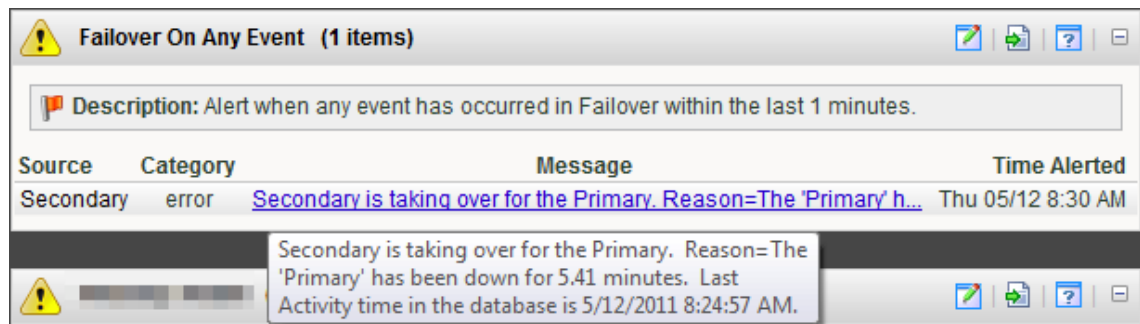 Failover On Any Event (1 items)
Description: Alert when any event has occurred in Failover within the last 1 minutes.
Source Category Message Time Alerted
Secondary error Secondary is taking over for the Primary. Reason=The 'Primary' h... Thu 05/12 8:30 AM
Secondary is taking over for the Primary. Reason=The
'Primary' has been down for 5.41 minutes. Last
Activity time in the database is 5/12/2011 8:24:57 AM.